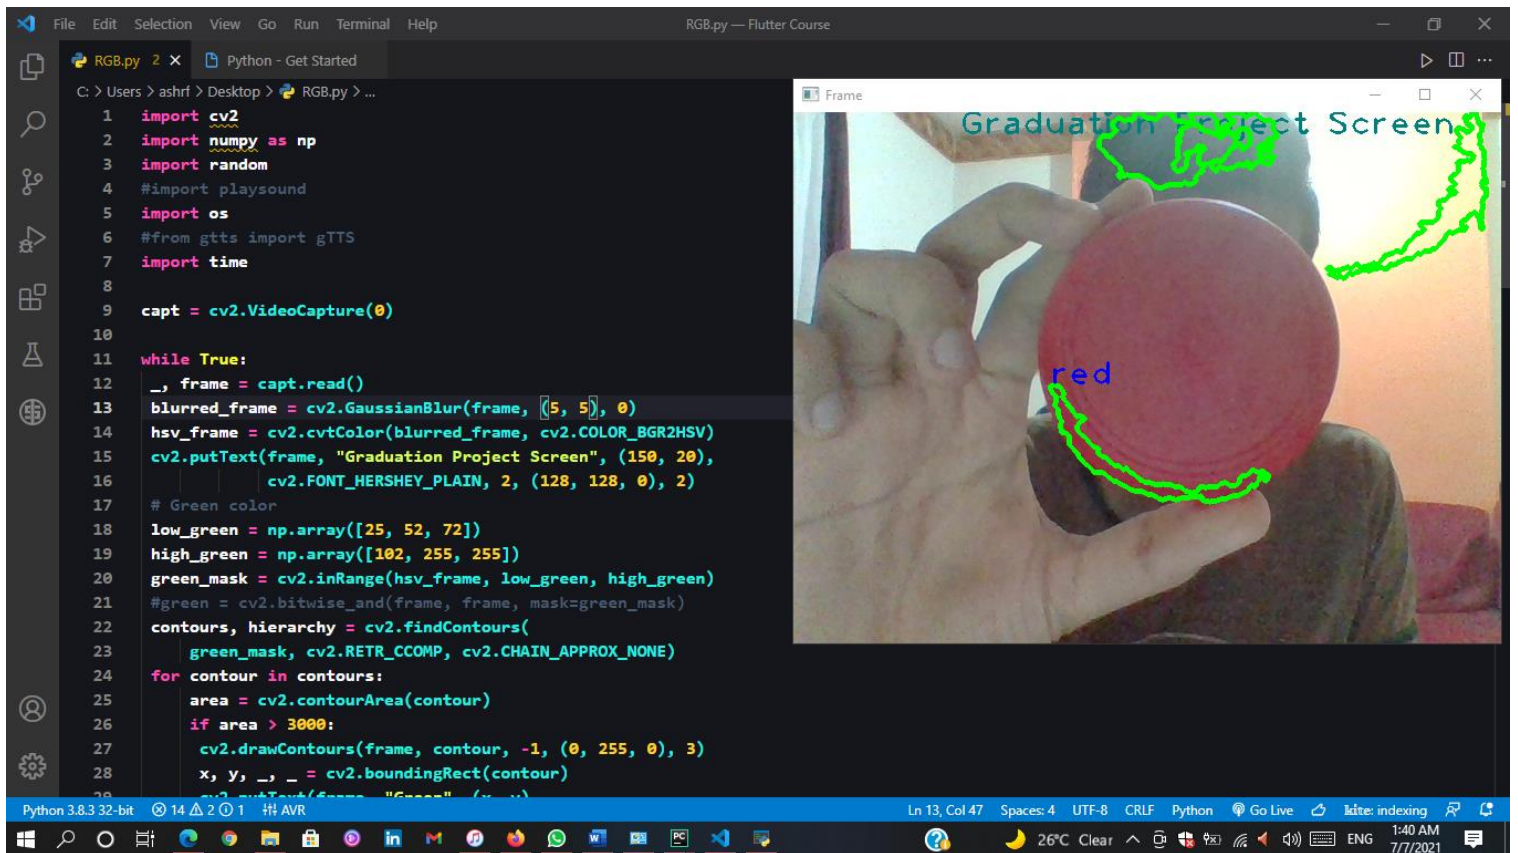 File Edit Selection View Go Run Terminal Help
RGB.py — Flutter Course
RGB.py 2
Python - Get Started
C: > Users > ashrf > Desktop > RGB.py > ...
1 import cv2
2 import numpy as np
3 import random
4 #import playsound
5 import os
6 #from gtts import gTTS
7 import time
8
9 capt = cv2.VideoCapture(0)
10
11 while True:
12 _, frame = capt.read()
13 blurred_frame = cv2.GaussianBlur(frame, (5, 5), 0)
14 hsv_frame = cv2.cvtColor(blurred_frame, cv2.COLOR_BGR2HSV)
15 cv2.putText(frame, "Graduation Project Screen", (150, 20),
16 cv2.FONT_HERSHEY_PLAIN, 2, (128, 128, 0), 2)
17 # Green color
18 low_green = np.array([25, 52, 72])
19 high_green = np.array([102, 255, 255])
20 green_mask = cv2.inRange(hsv_frame, low_green, high_green)
21 #green = cv2.bitwise_and(frame, frame, mask=green_mask)
22 contours, hierarchy = cv2.findContours(
23 green_mask, cv2.RETR_CCOMP, cv2.CHAIN_APPROX_NONE)
24 for contour in contours:
25 area = cv2.contourArea(contour)
26 if area > 3000:
27 cv2.drawContours(frame, contour, -1, (0, 255, 0), 3)
28 x, y, _, _ = cv2.boundingRect(contour)
29 cv2.putText(frame, "Green", (x, y),
Frame
Graduation Project Screen
red
Python 3.8.3 32-bit 14 2 1 AVR
Ln 13, Col 47 Spaces: 4 UTF-8 CRLF Python Go Live kite: indexing
26°C Clear ENG
1:40 AM
7/7/2021